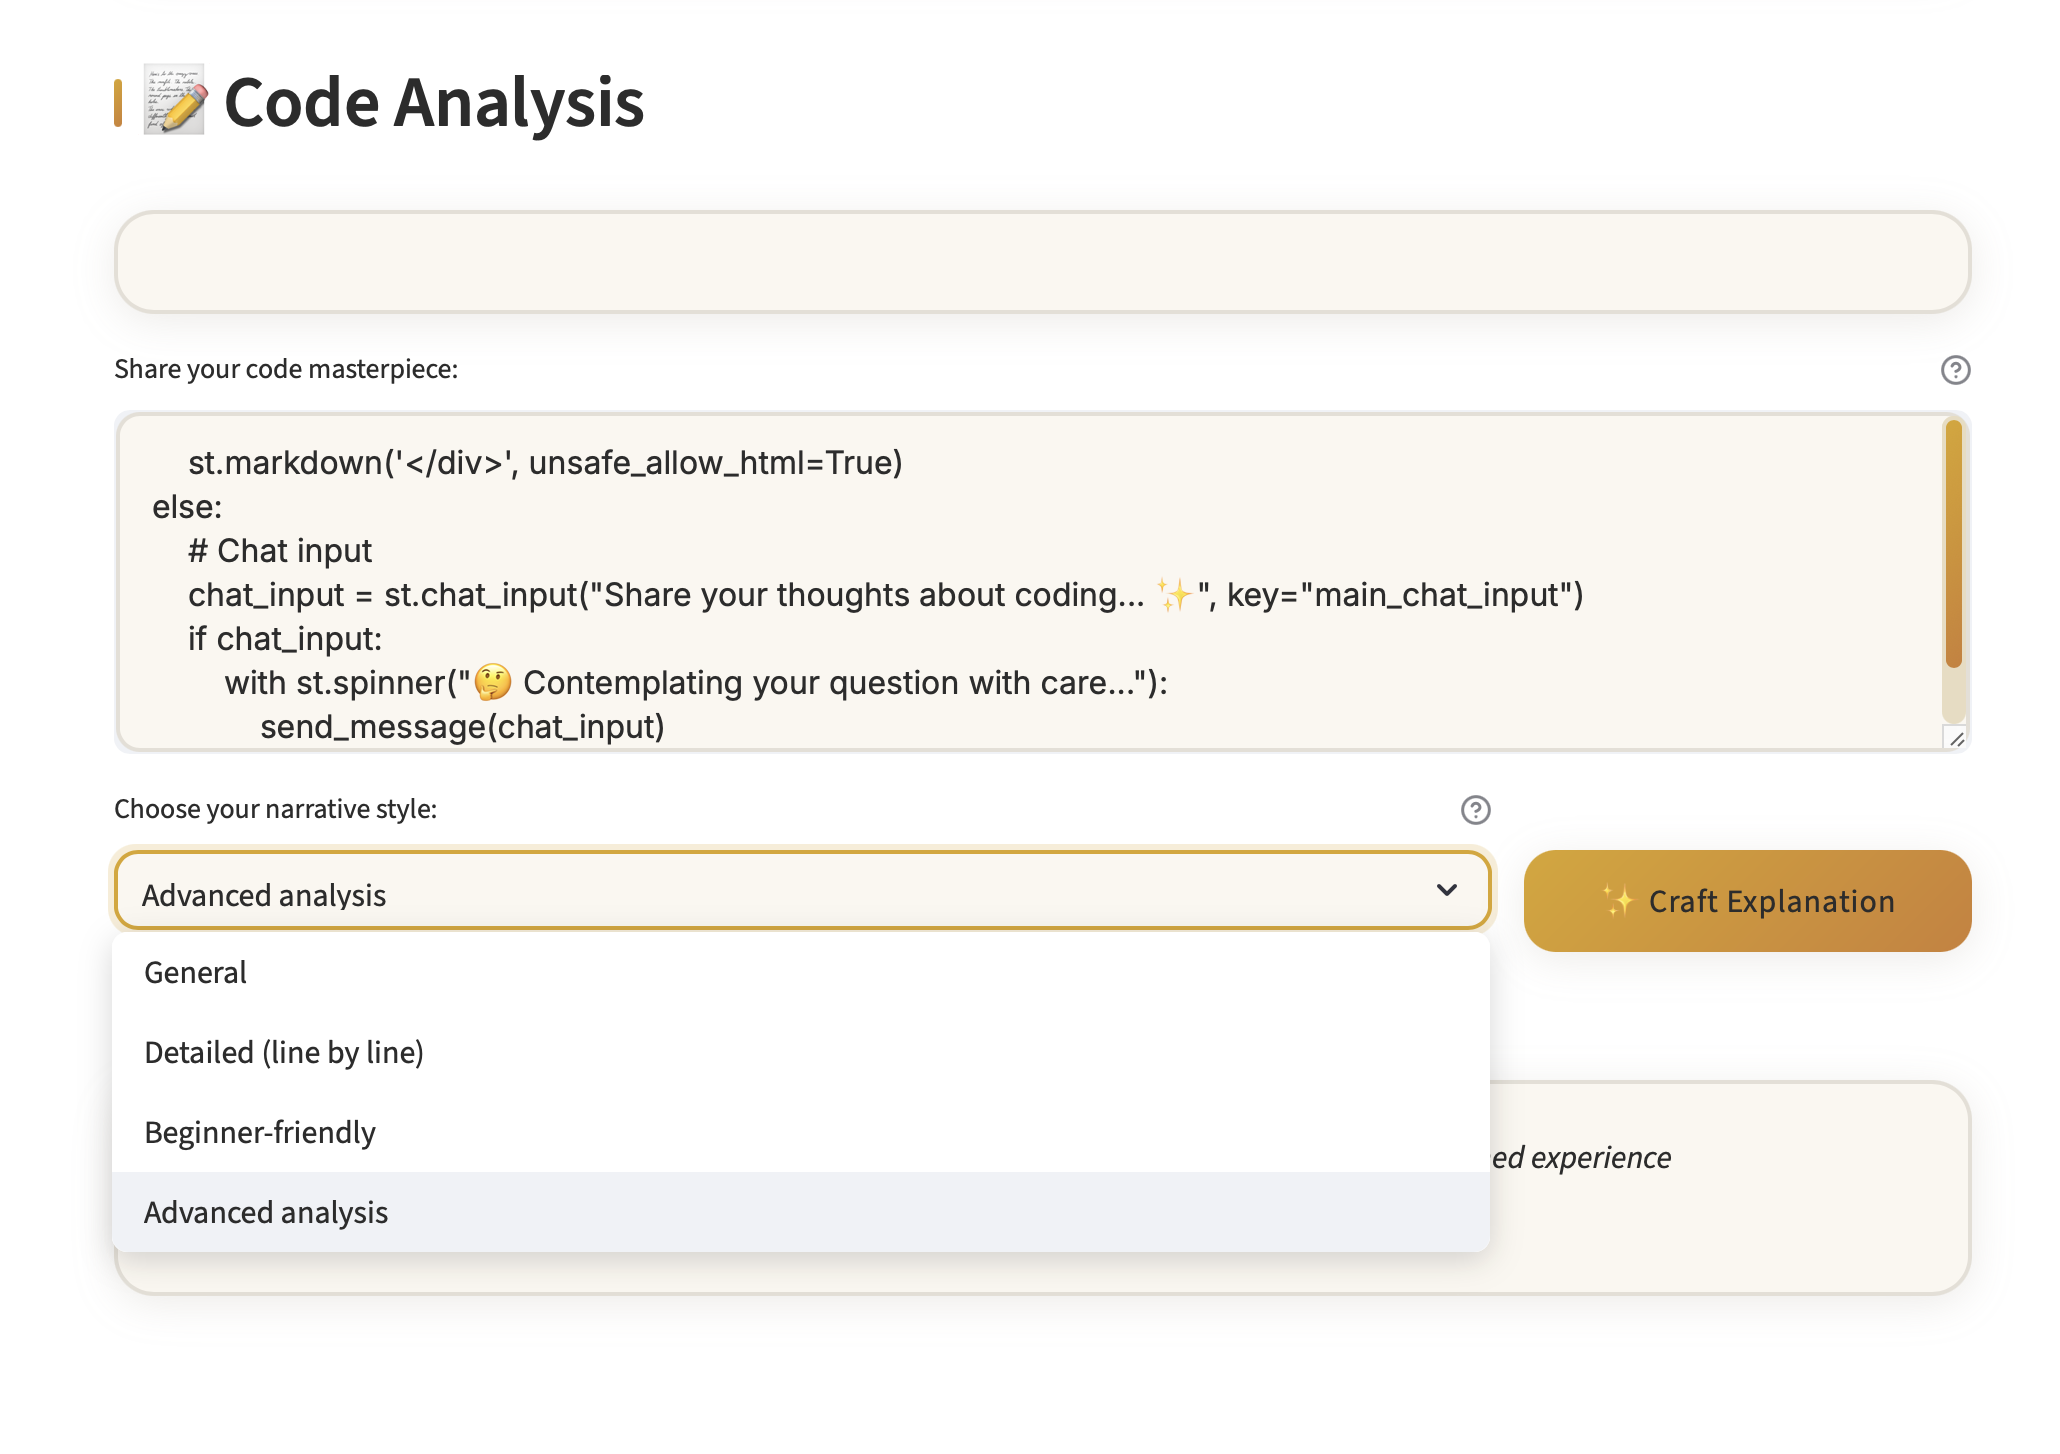 📝 Code Analysis
Share your code masterpiece:
st.markdown('</div>', unsafe_allow_html=True)
else:
# Chat input
chat_input = st.chat_input("Share your thoughts about coding... ✨", key="main_chat_input")
if chat_input:
with st.spinner("🤔 Contemplating your question with care..."):
send_message(chat_input)
Choose your narrative style:
Advanced analysis
✨ Craft Explanation
General
Detailed (line by line)
Beginner-friendly
Advanced analysis
experience